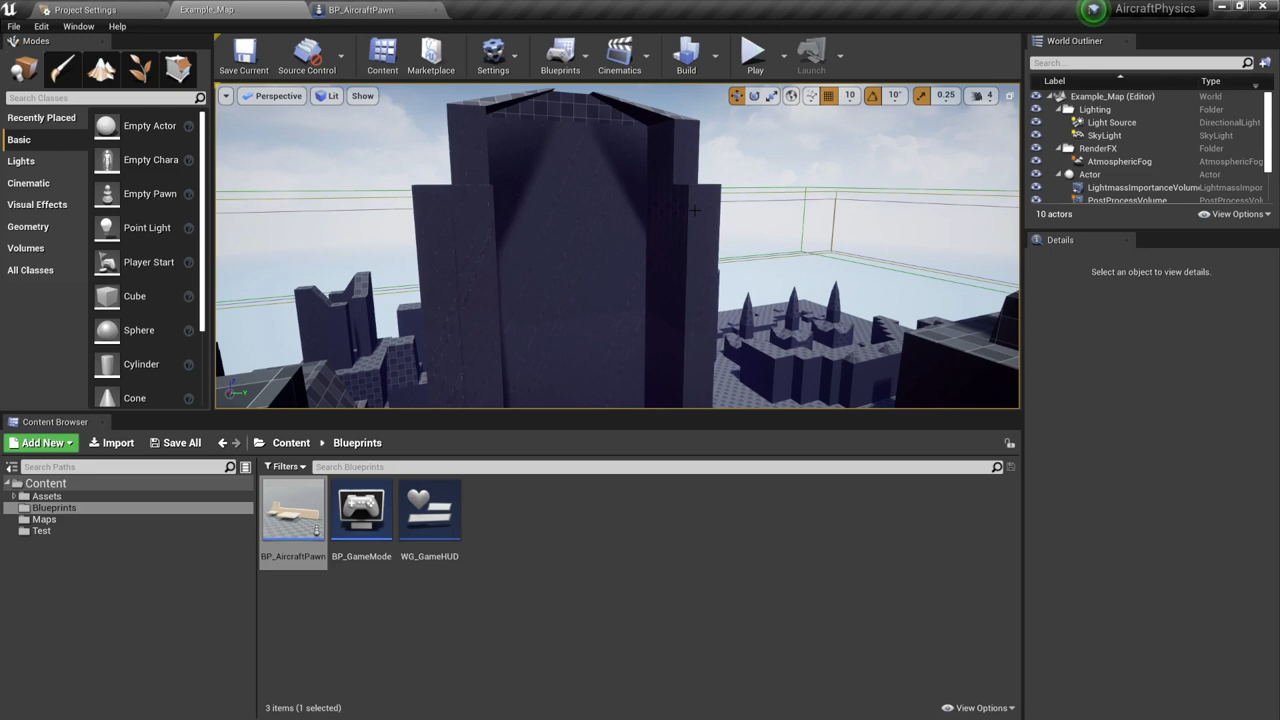 Project Settings
Example_Map
BP_AircraftPawn
AircraftPhysics
File Edit Window Help
Modes
Search Classes
Recently Placed
Basic
Lights
Cinematic
Visual Effects
Geometry
Volumes
All Classes
Empty Actor
Empty Chara
Empty Pawn
Point Light
Player Start
Cube
Sphere
Cylinder
Cone
Save Current
Source Control
Content
Marketplace
Settings
Blueprints
Cinematics
Build
Play
Launch
Perspective
Lit
Show
10
10°
0.25
4
World Outliner
Search...
Label Type
Example_Map (Editor) World
Lighting Folder
Light Source DirectionalLight
SkyLight SkyLight
RenderFX Folder
AtmosphericFog AtmosphericFog
Actor Actor
LightmassImportanceVolume LightmassImpor
PostProcessVolume PostProcessVol
10 actors
View Options
Details
Select an object to view details.
Content Browser
Add New
Import
Save All
Content
Blueprints
Search Paths
Filters
Search Blueprints
Content
Assets
Blueprints
Maps
Test
BP_AircraftPawn
BP_GameMode
WG_GameHUD
3 items (1 selected)
View Options